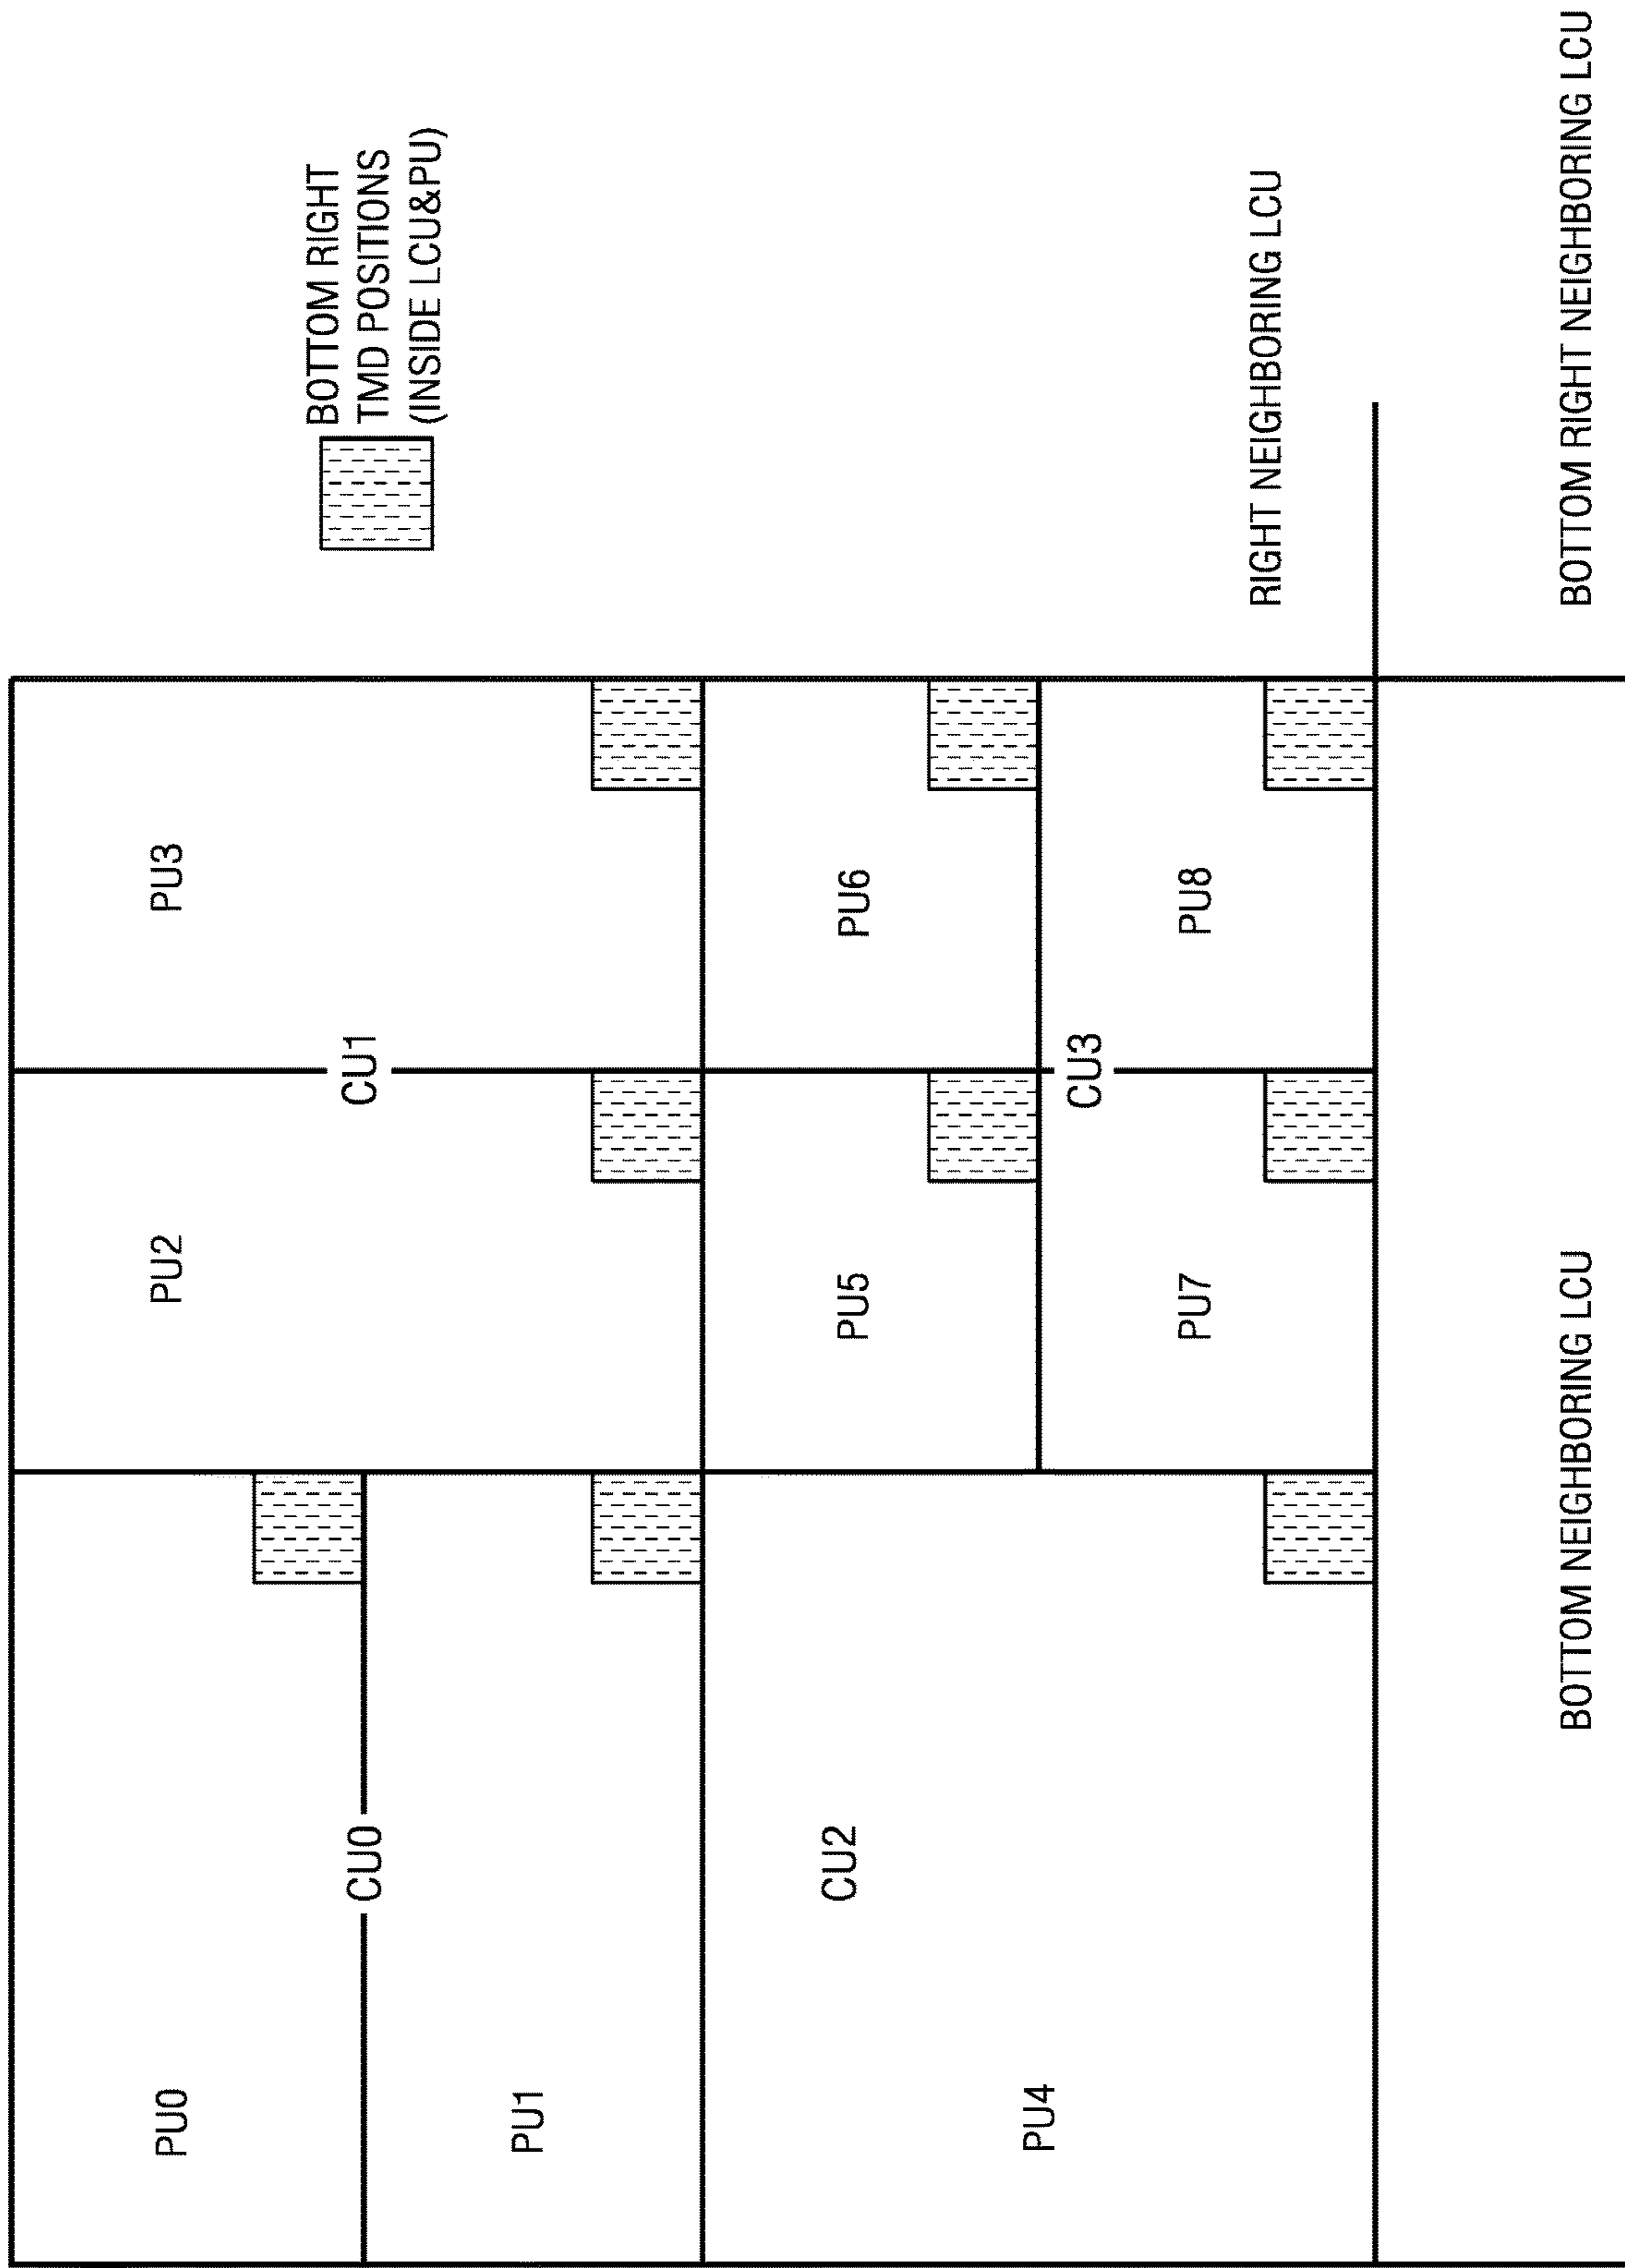 PU0
CU0
PU1
PU2
CU1
PU3
CU2
PU4
PU5
PU6
CU3
PU7
PU8
BOTTOM RIGHT
TMD POSITIONS
(INSIDE LCU&PU)
RIGHT NEIGHBORING LCU
BOTTOM NEIGHBORING LCU
BOTTOM RIGHT NEIGHBORING LCU